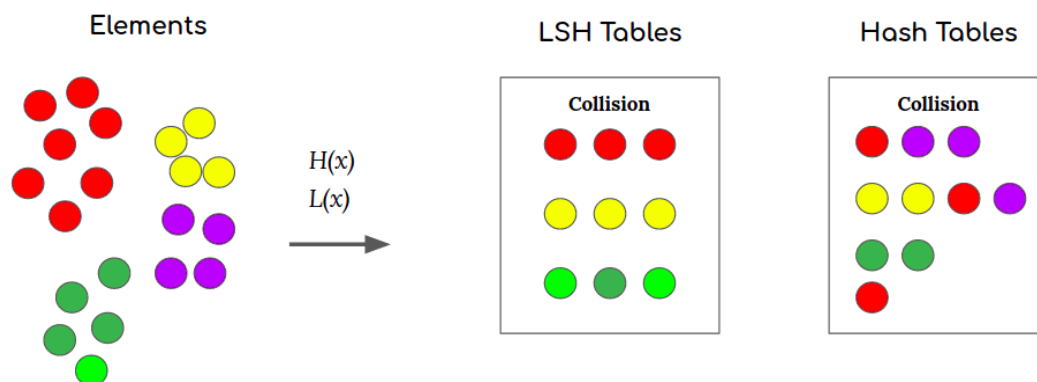 Elements
LSH Tables
Hash Tables
Collision
Collision
H(x)
L(x)